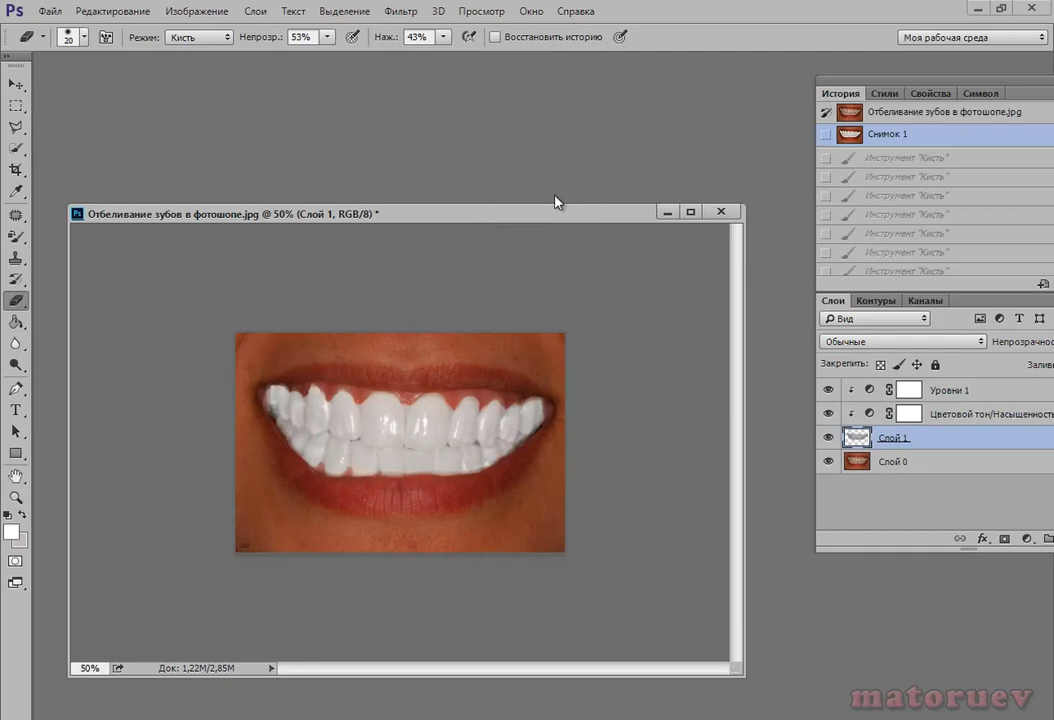 Ps Файл Редактирование Изображение Слои Текст Выделение Фильтр 3D Просмотр Окно Справка
20 Режим: Кисть Непрозр.: 53% Наж.: 43% Восстановить историю Моя рабочая среда
История Стили Свойства Символ
Отбеливание зубов в фотошопе.jpg
Снимок 1
Инструмент "Кисть"
Инструмент "Кисть"
Инструмент "Кисть"
Инструмент "Кисть"
Инструмент "Кисть"
Инструмент "Кисть"
Инструмент "Кисть"
Отбеливание зубов в фотошопе.jpg @ 50% (Слой 1, RGB/8) *
Слои Контуры Каналы
Вид
Обычные Непрозрачнос
Закрепить: Залив
Уровни 1
Цветовой тон/Насыщенность
Слой 1
Слой 0
50% Док: 1,22M/2,85M
matoruev